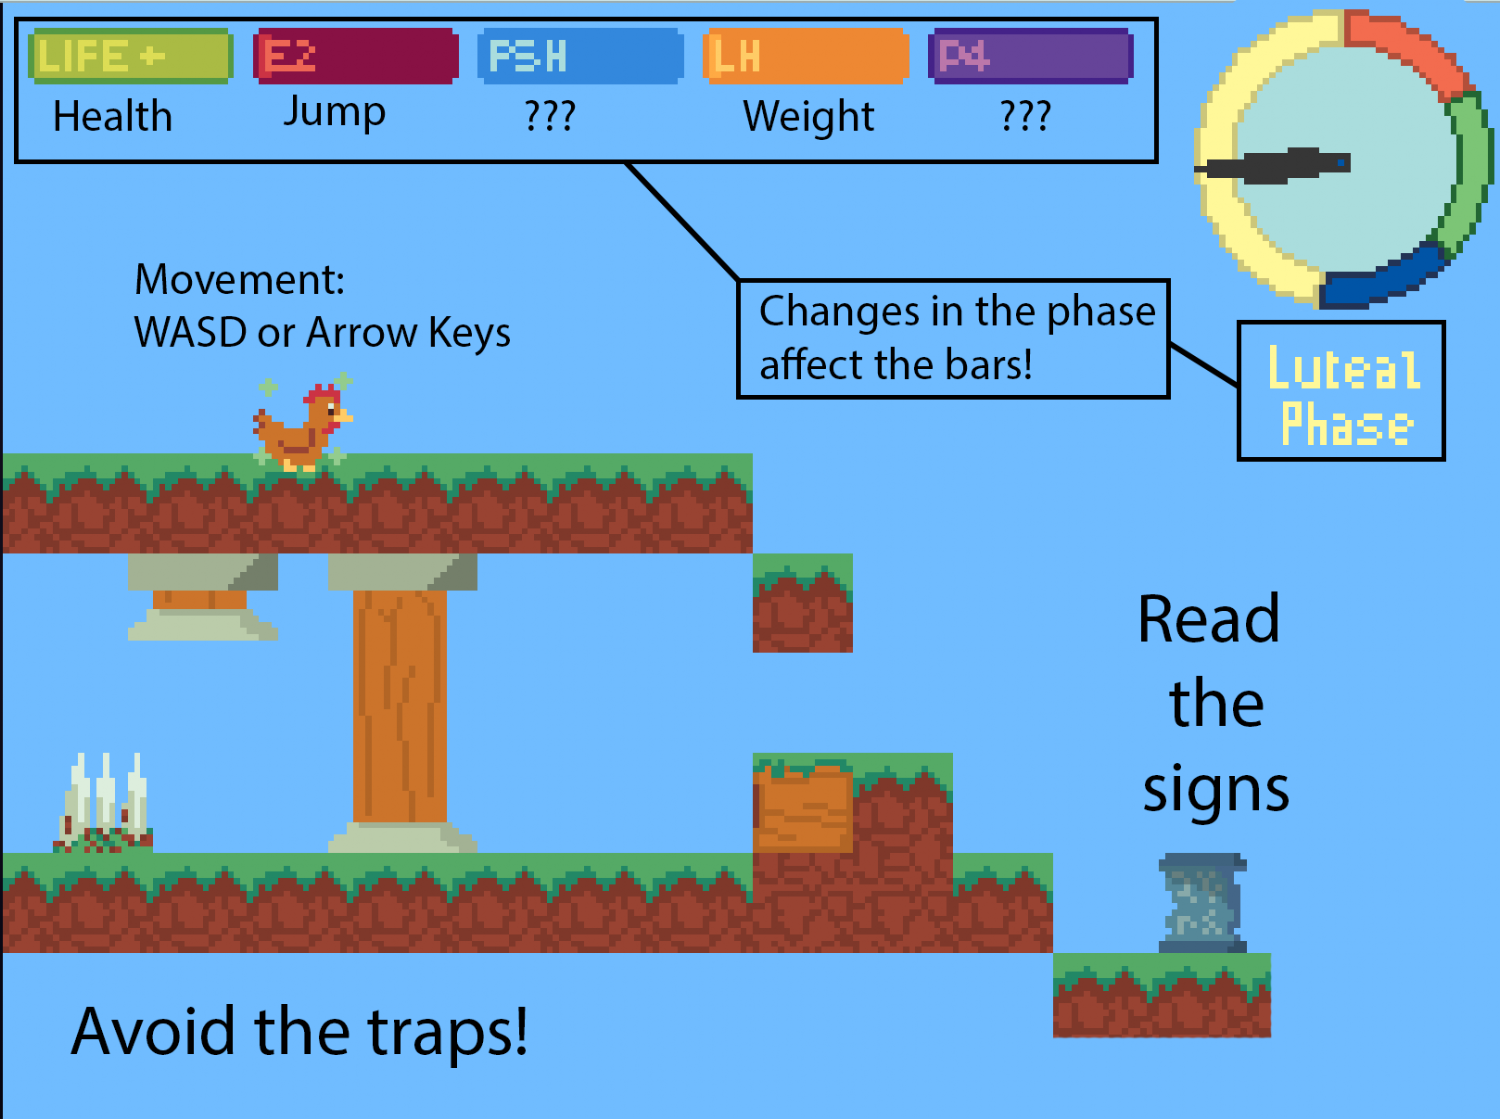 LIFE + E2 FSH LH P4
Health Jump ??? Weight ???
Movement:
WASD or Arrow Keys
Changes in the phase
affect the bars!
Luteal
Phase
Read
the
signs
Avoid the traps!